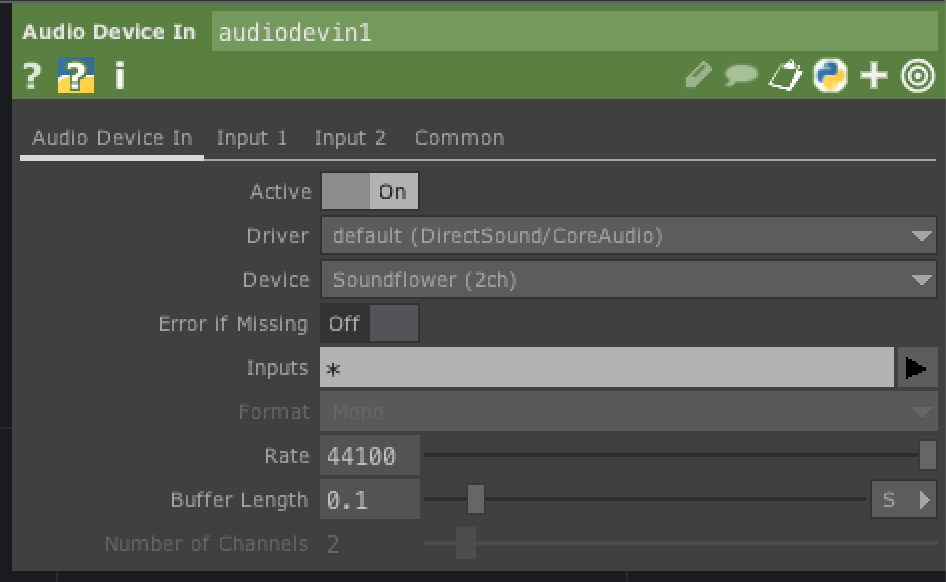 Audio Device In audiodevin1
? ? i
Audio Device In Input 1 Input 2 Common
Active On
Driver default (DirectSound/CoreAudio)
Device Soundflower (2ch)
Error if Missing Off
Inputs *
Format Mono
Rate 44100
Buffer Length 0.1 S
Number of Channels 2